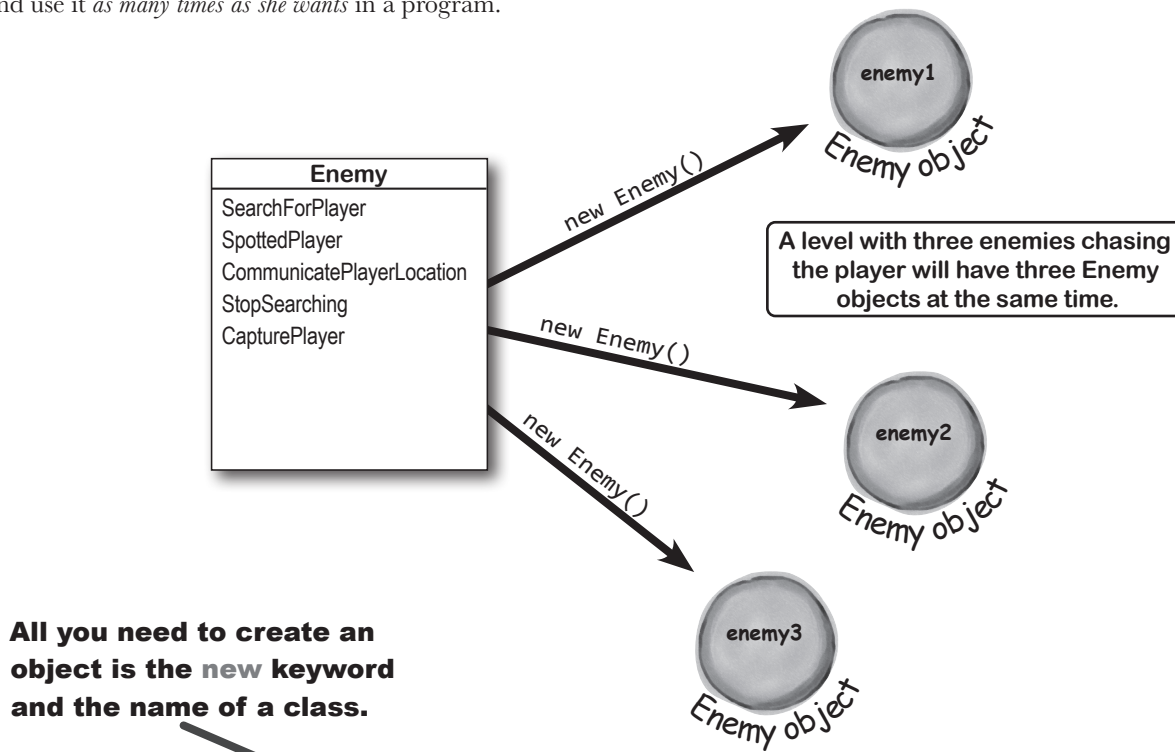 nd use it as many times as she wants in a program.
enemy1
Enemy object
new Enemy()
Enemy
SearchForPlayer
SpottedPlayer
CommunicatePlayerLocation
StopSearching
CapturePlayer
A level with three enemies chasing
the player will have three Enemy
objects at the same time.
new Enemy()
enemy2
Enemy object
new Enemy()
enemy3
Enemy object
All you need to create an
object is the new keyword
and the name of a class.